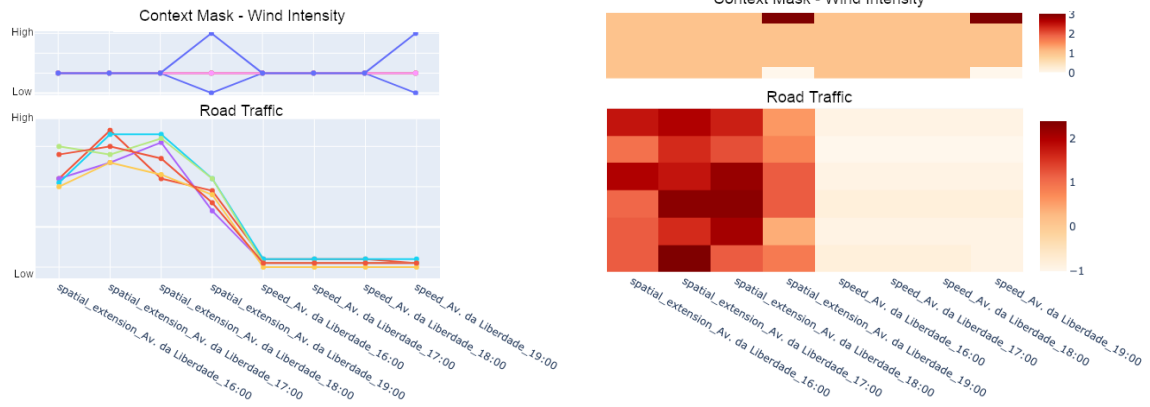 Context Mask - Wind Intensity
High
Low
Road Traffic
High
Low
spatial_extension_Av. da Liberdade_16:00
spatial_extension_Av. da Liberdade_17:00
spatial_extension_Av. da Liberdade_18:00
spatial_extension_Av. da Liberdade_19:00
speed_Av. da Liberdade_16:00
speed_Av. da Liberdade_17:00
speed_Av. da Liberdade_18:00
speed_Av. da Liberdade_19:00
Context Mask - Wind Intensity
3
2
1
0
Road Traffic
2
1
0
−1
spatial_extension_Av. da Liberdade_16:00
spatial_extension_Av. da Liberdade_17:00
spatial_extension_Av. da Liberdade_18:00
spatial_extension_Av. da Liberdade_19:00
speed_Av. da Liberdade_16:00
speed_Av. da Liberdade_17:00
speed_Av. da Liberdade_18:00
speed_Av. da Liberdade_19:00